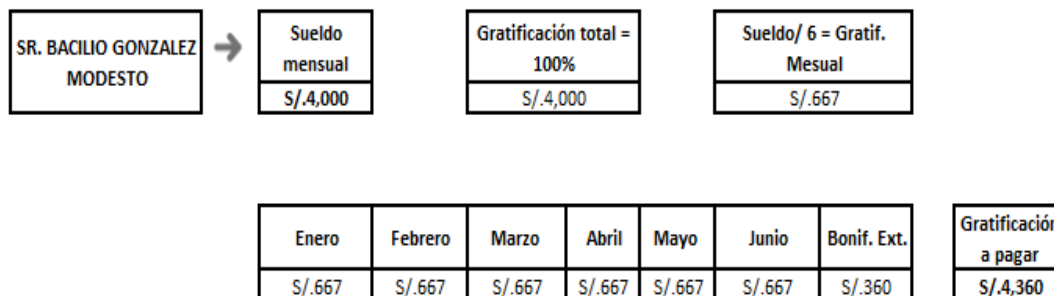 SR. BACILIO GONZALEZ
MODESTO
Sueldo
mensual
S/.4,000
Gratificación total =
100%
S/.4,000
Sueldo/ 6 = Gratif.
Mesual
S/.667
Enero Febrero Marzo Abril Mayo Junio Bonif. Ext.
S/.667 S/.667 S/.667 S/.667 S/.667 S/.667 S/.360
Gratificación
a pagar
S/.4,360